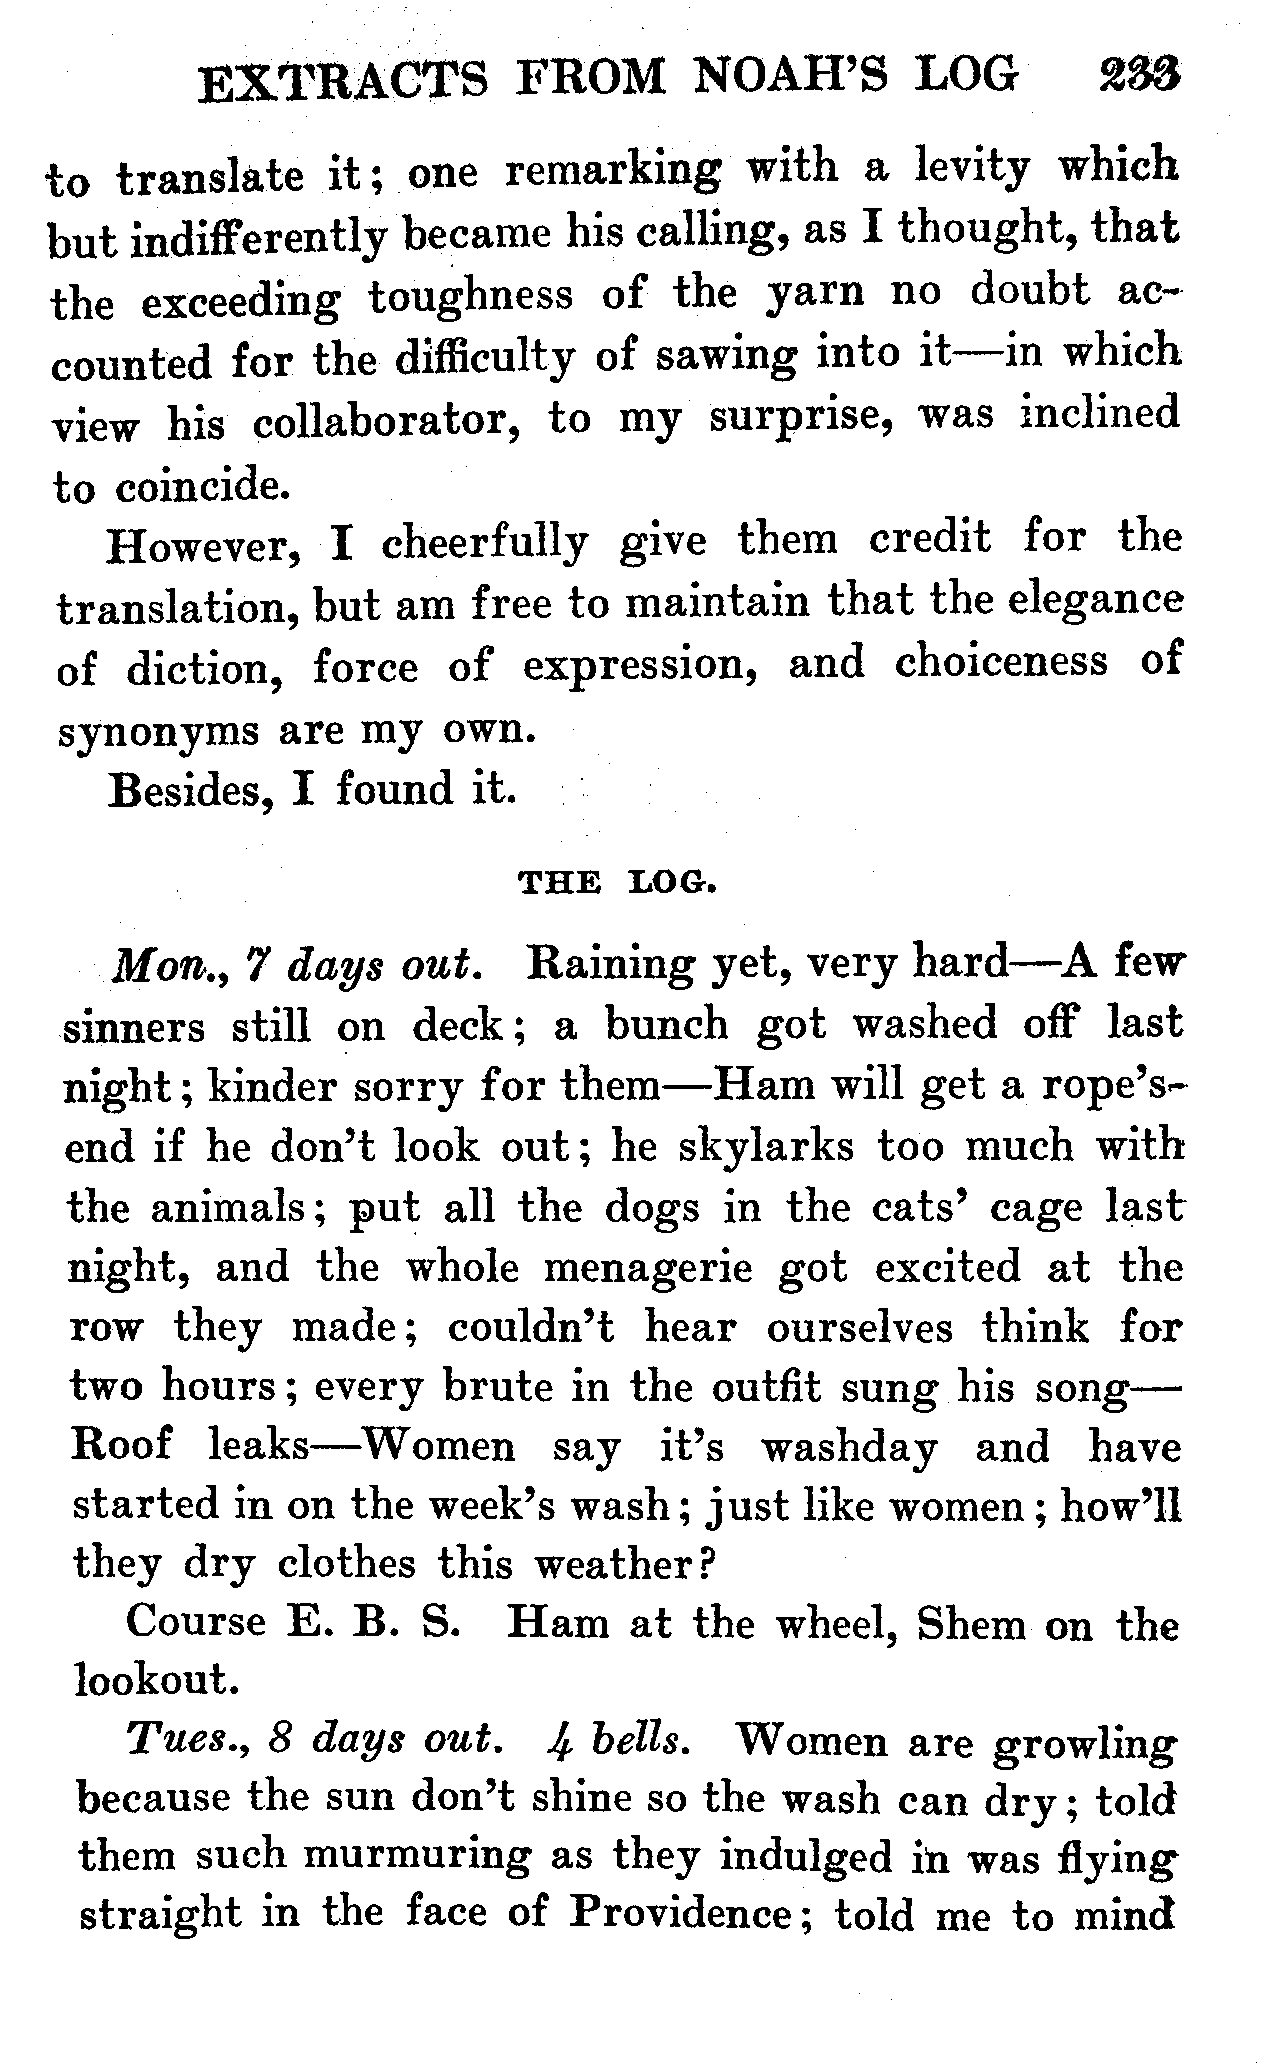 EXTRACTS FROM NOAH'S LOG 233
to translate it; one remarking with a levity which
but indifferently became his calling, as I thought, that
the exceeding toughness of the yarn no doubt ac-
counted for the difficulty of sawing into it—in which
view his collaborator, to my surprise, was inclined
to coincide.
However, I cheerfully give them credit for the
translation, but am free to maintain that the elegance
of diction, force of expression, and choiceness of
synonyms are my own.
Besides, I found it.
THE LOG.
Mon., 7 days out. Raining yet, very hard—A few
sinners still on deck; a bunch got washed off last
night; kinder sorry for them—Ham will get a rope's-
end if he don't look out; he skylarks too much with
the animals; put all the dogs in the cats' cage last
night, and the whole menagerie got excited at the
row they made; couldn't hear ourselves think for
two hours; every brute in the outfit sung his song—
Roof leaks—Women say it's washday and have
started in on the week's wash; just like women; how'll
they dry clothes this weather?
Course E. B. S. Ham at the wheel, Shem on the
lookout.
Tues., 8 days out. 4 bells. Women are growling
because the sun don't shine so the wash can dry; told
them such murmuring as they indulged in was flying
straight in the face of Providence; told me to mind